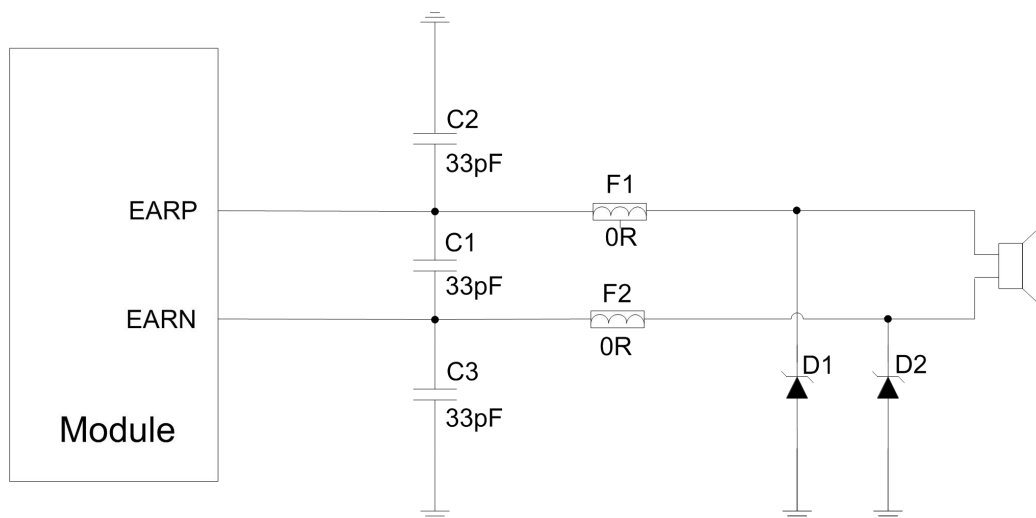 C2
33pF
F1
EARP
0R
C1
33pF
F2
EARN
0R
C3
33pF
D1
D2
Module